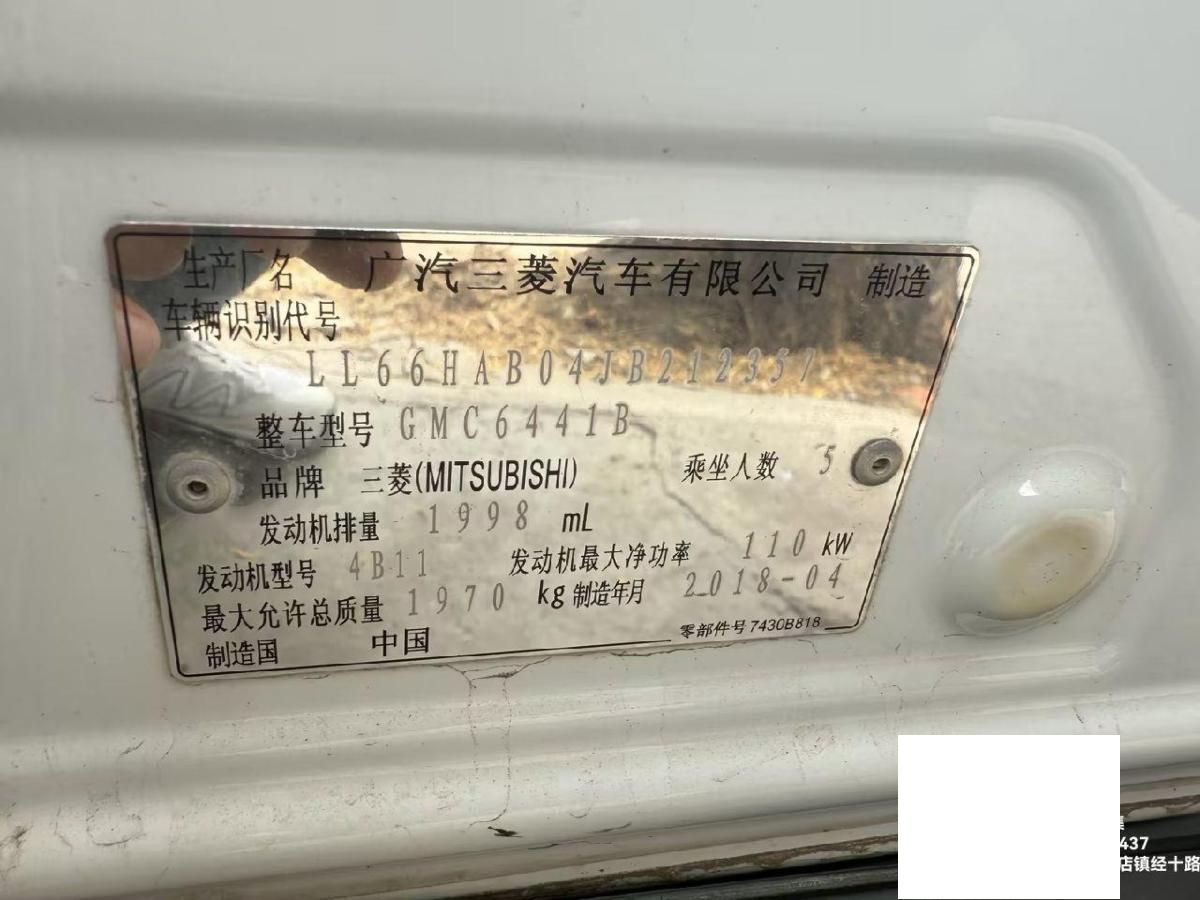 生产厂名 广汽三菱汽车有限公司 制造
车辆识别代号
LL66HAB04JB212357
整车型号 GMC6441B
品牌 三菱(MITSUBISHI) 乘坐人数 5
发动机排量 1998 mL
发动机型号 4B11 发动机最大净功率 110 kW
最大允许总质量 1970 kg 制造年月 2018-04
制造国 中国 零部件号 7430B818
437
店镇经十路